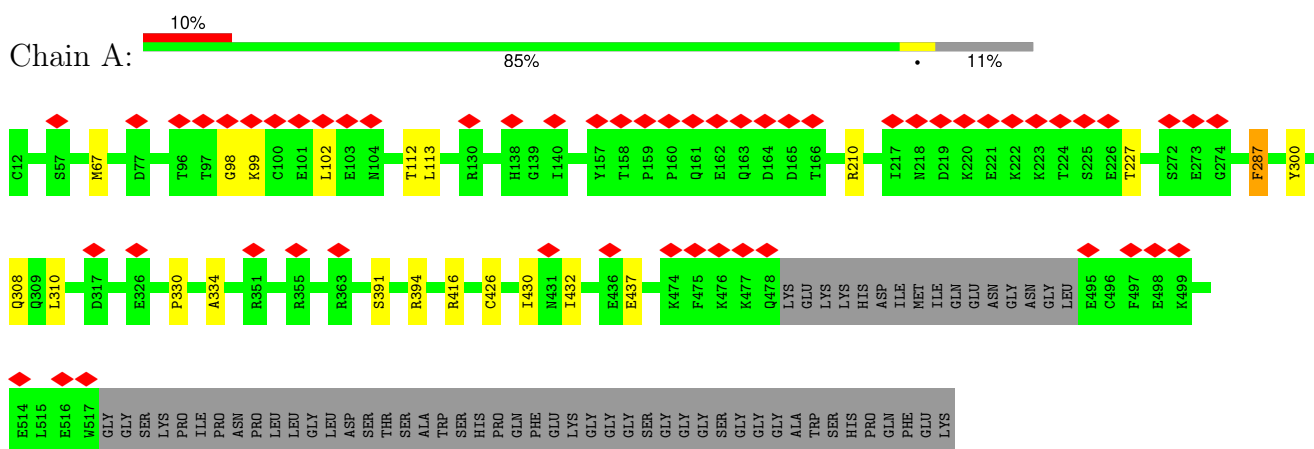 10%
Chain A:
85% • 11%
C12 S57 M67 D77 T96 T97 G98 K99 C100 E101 L102 E103 N104 T112 L113 R130 H138 G139 I140 Y157 T158 P159 P160 Q161 E162 Q163 D164 D165 T166 R210 I217 N218 D219 K220 E221 K222 K223 T224 S225 E226 T227 S272 E273 G274 F287 Y300
Q308 Q309 L310 D317 E326 P330 A334 R351 R355 R363 S391 R394 R416 C426 I430 N431 I432 E436 E437 K474 F475 K476 K477 Q478 LYS GLU LYS LYS HIS ASP ILE MET ILE GLN GLU ASN GLY ASN GLY LEU E495 C496 F497 E498 K499
E514 L515 E516 W517 GLY GLY SER LYS PRO ILE PRO ASN PRO LEU LEU GLY LEU ASP SER THR SER ALA TRP SER HIS PRO GLN PHE GLU LYS GLY GLY GLY SER GLY GLY GLY SER GLY GLY GLY GLY ALA TRP SER HIS PRO GLN PHE GLU LYS